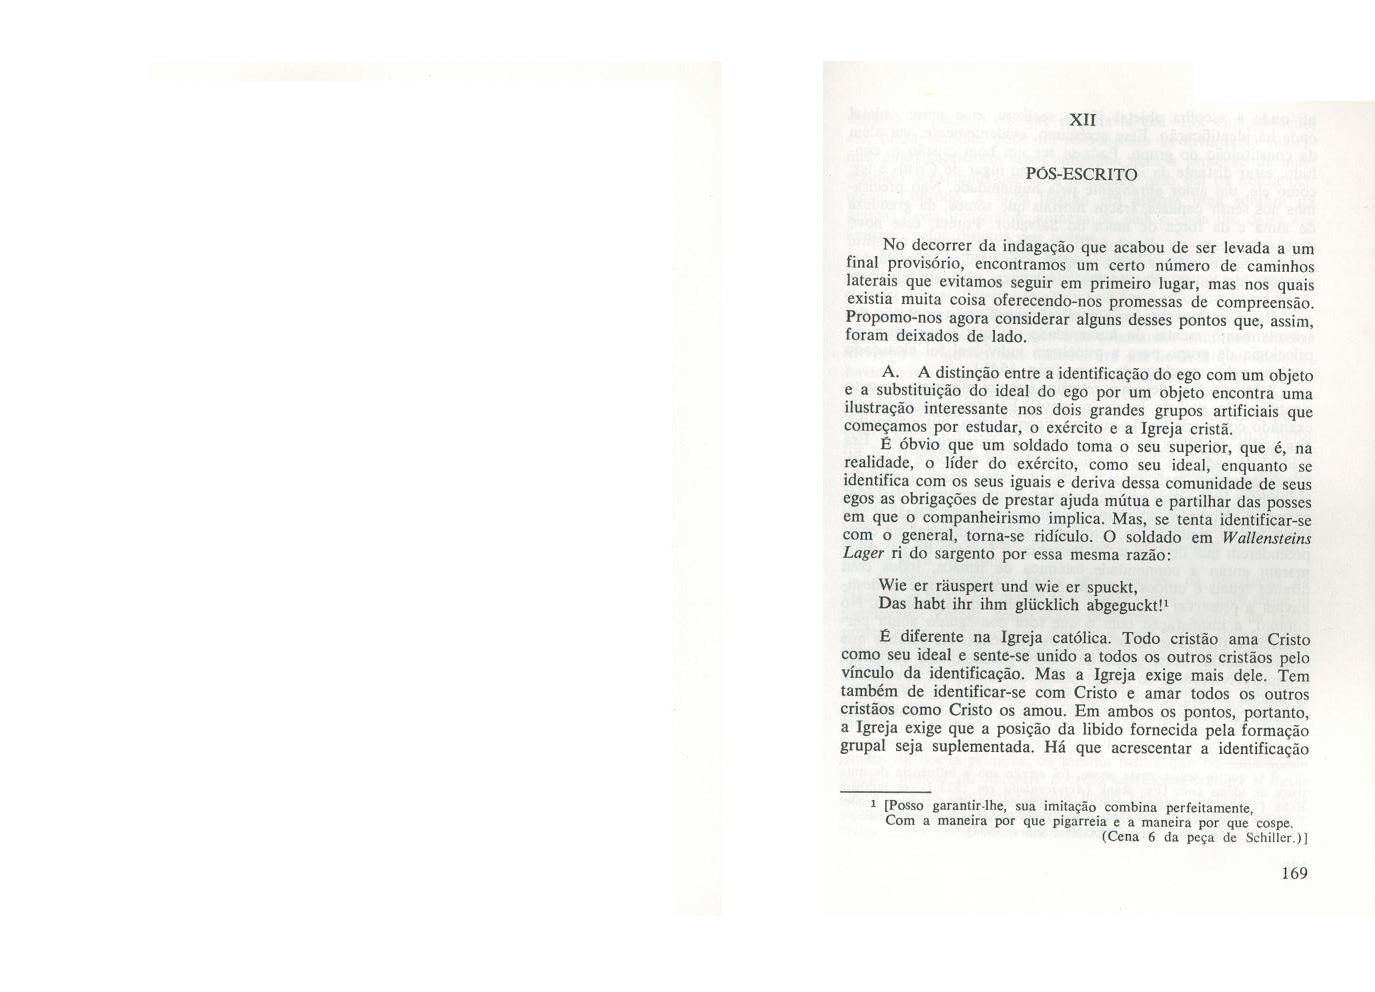 XII
PÓS-ESCRITO
No decorrer da indagação que acabou de ser levada a um
final provisório, encontramos um certo número de caminhos
laterais que evitamos seguir em primeiro lugar, mas nos quais
existia muita coisa oferecendo-nos promessas de compreensão.
Propomo-nos agora considerar alguns desses pontos que, assim,
foram deixados de lado.
A. A distinção entre a identificação do ego com um objeto
e a substituição do ideal do ego por um objeto encontra uma
ilustração interessante nos dois grandes grupos artificiais que
começamos por estudar, o exército e a Igreja cristã.
É óbvio que um soldado toma o seu superior, que é, na
realidade, o líder do exército, como seu ideal, enquanto se
identifica com os seus iguais e deriva dessa comunidade de seus
egos as obrigações de prestar ajuda mútua e partilhar das posses
em que o companheirismo implica. Mas, se tenta identificar-se
com o general, torna-se ridículo. O soldado em Wallensteins
Lager ri do sargento por essa mesma razão:
Wie er räuspert und wie er spuckt,
Das habt ihr ihm glücklich abgeguckt!¹
É diferente na Igreja católica. Todo cristão ama Cristo
como seu ideal e sente-se unido a todos os outros cristãos pelo
vínculo da identificação. Mas a Igreja exige mais dele. Tem
também de identificar-se com Cristo e amar todos os outros
cristãos como Cristo os amou. Em ambos os pontos, portanto,
a Igreja exige que a posição da libido fornecida pela formação
grupal seja suplementada. Há que acrescentar a identificação
¹ [Posso garantir-lhe, sua imitação combina perfeitamente,
Com a maneira por que pigarreia e a maneira por que cospe.
(Cena 6 da peça de Schiller.)]
169